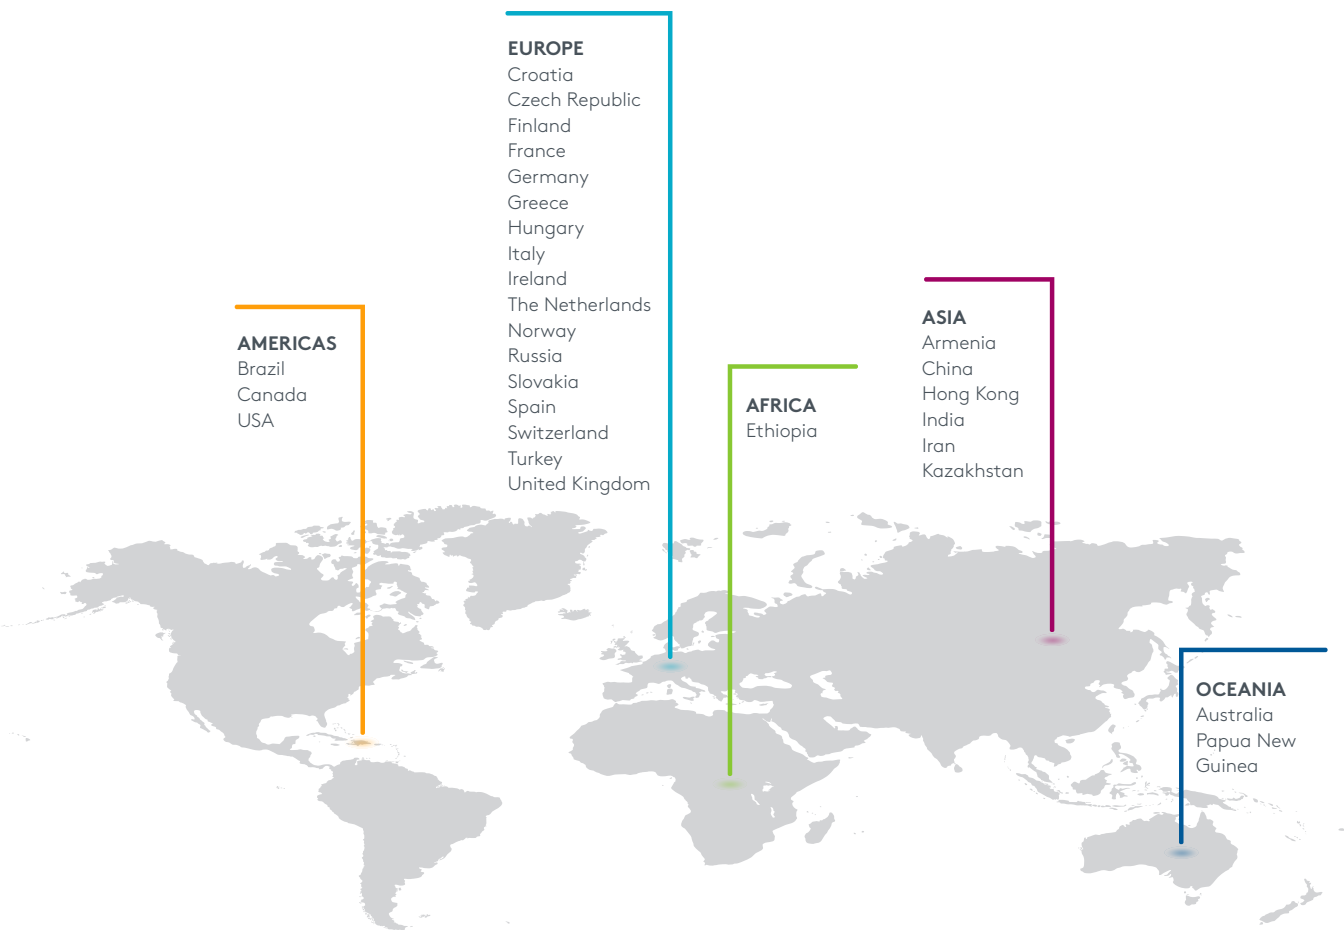 EUROPE
Croatia
Czech Republic
Finland
France
Germany
Greece
Hungary
Italy
Ireland
The Netherlands
Norway
Russia
Slovakia
Spain
Switzerland
Turkey
United Kingdom
AMERICAS
Brazil
Canada
USA
AFRICA
Ethiopia
ASIA
Armenia
China
Hong Kong
India
Iran
Kazakhstan
OCEANIA
Australia
Papua New
Guinea